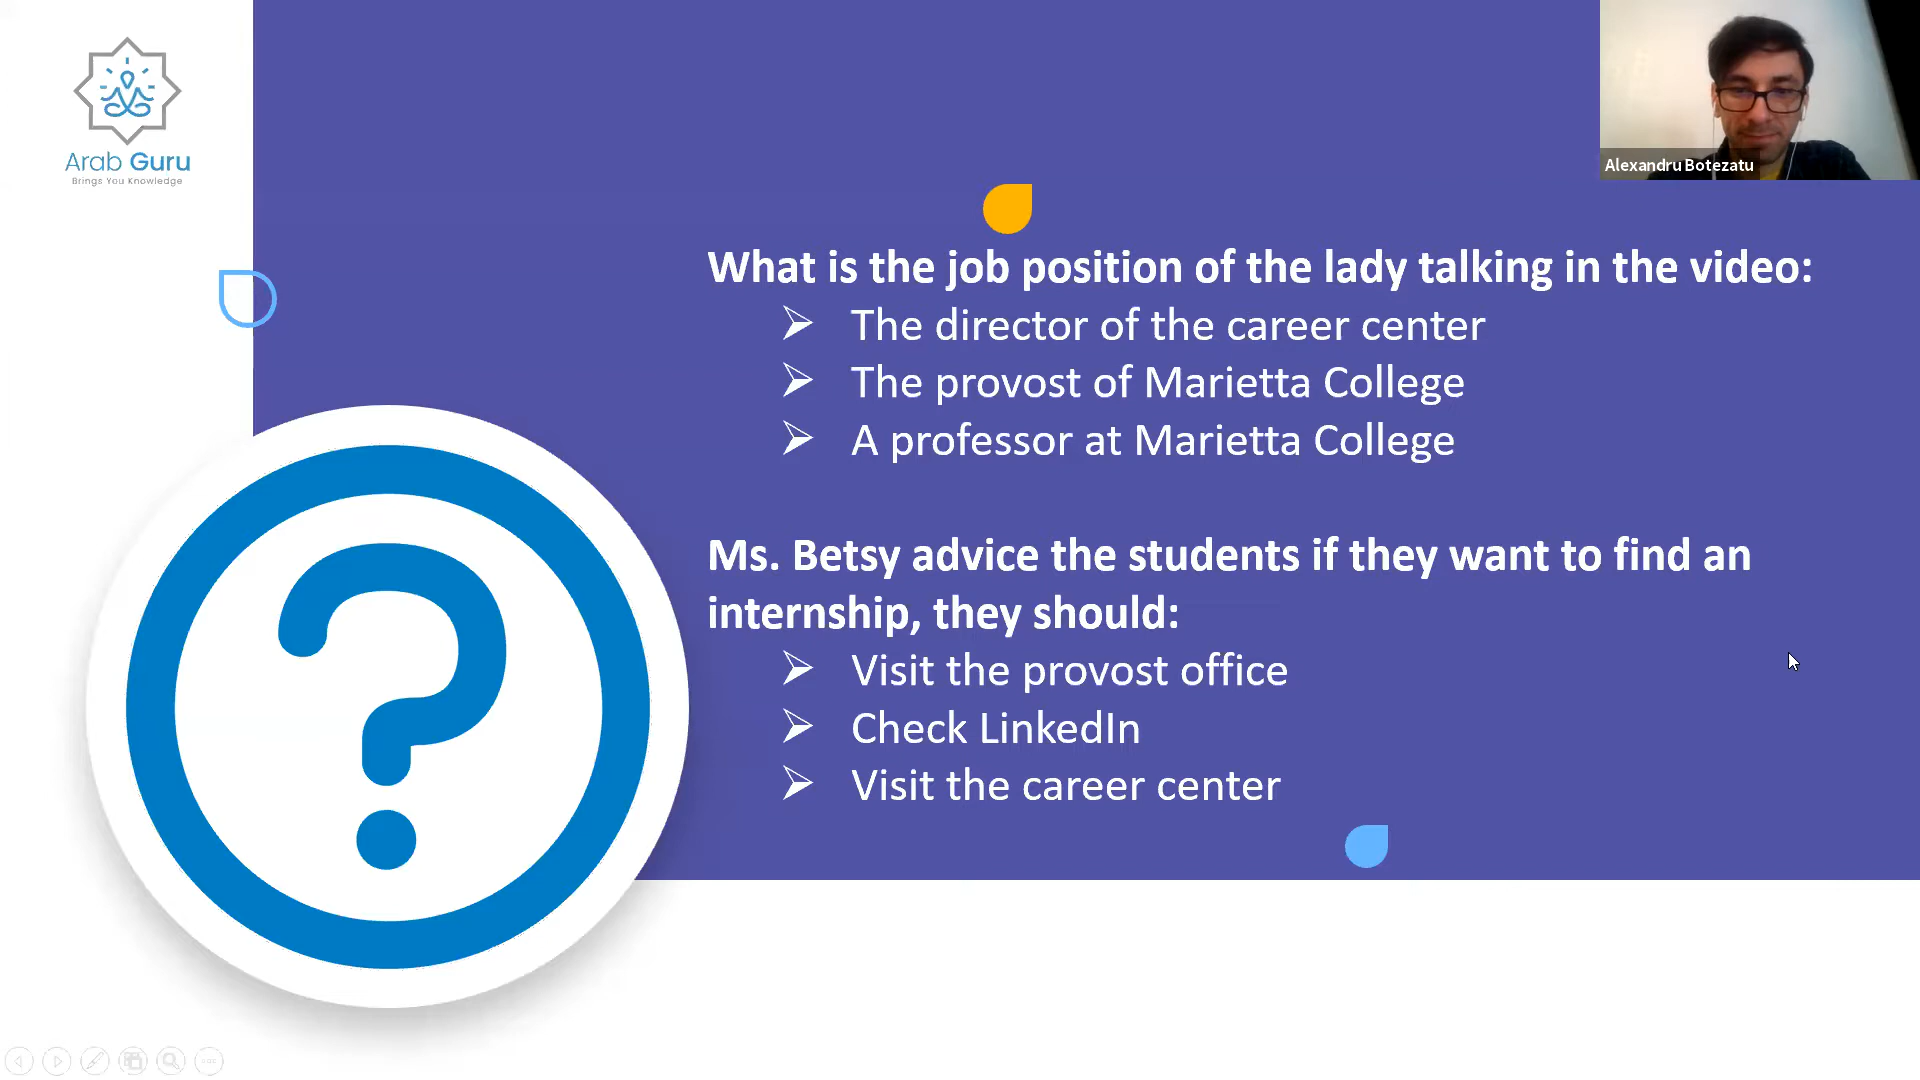 Arab Guru
Brings You Knowledge
Alexandru Botezatu
What is the job position of the lady talking in the video:
The director of the career center
The provost of Marietta College
A professor at Marietta College
Ms. Betsy advice the students if they want to find an
internship, they should:
Visit the provost office
Check LinkedIn
Visit the career center